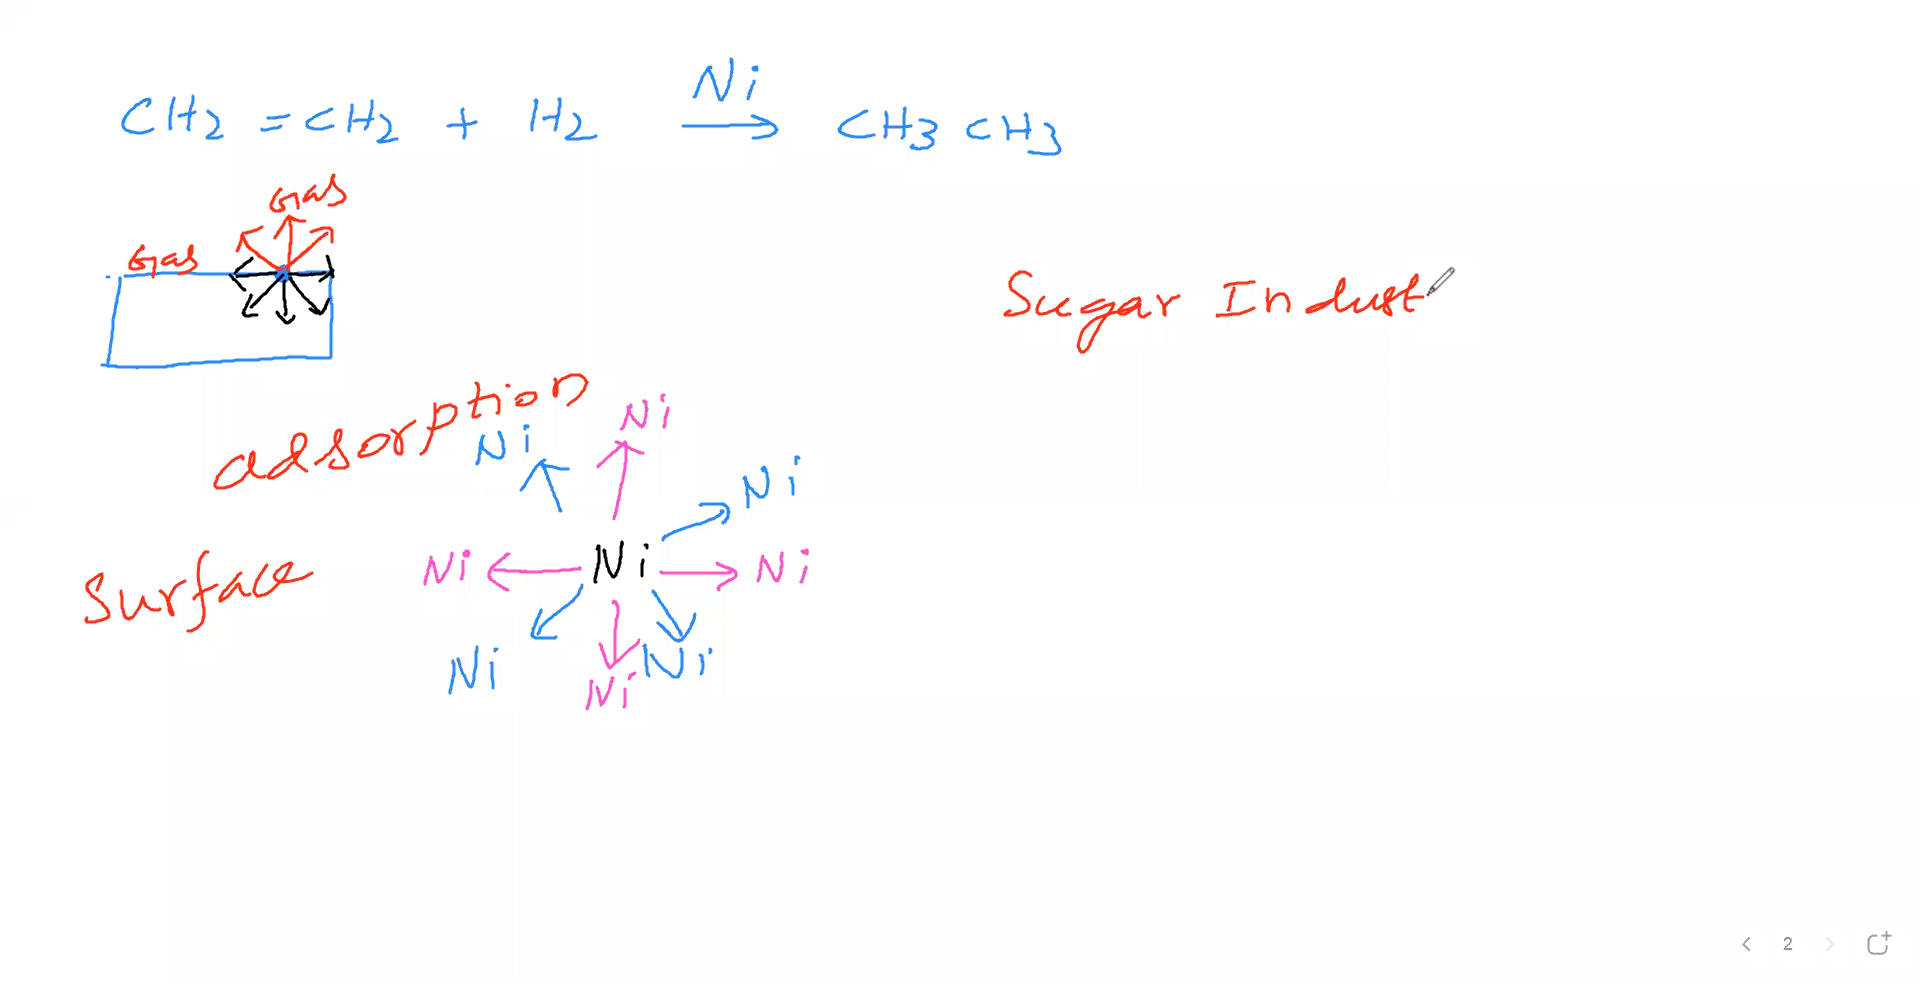 Ni
CH2 = CH2 + H2 → CH3 CH3
Gas
Gas
Sugar Indust
adsorption
Ni
Ni
Ni
Surface
Ni ← Ni → Ni
Ni
Ni
Ni
2